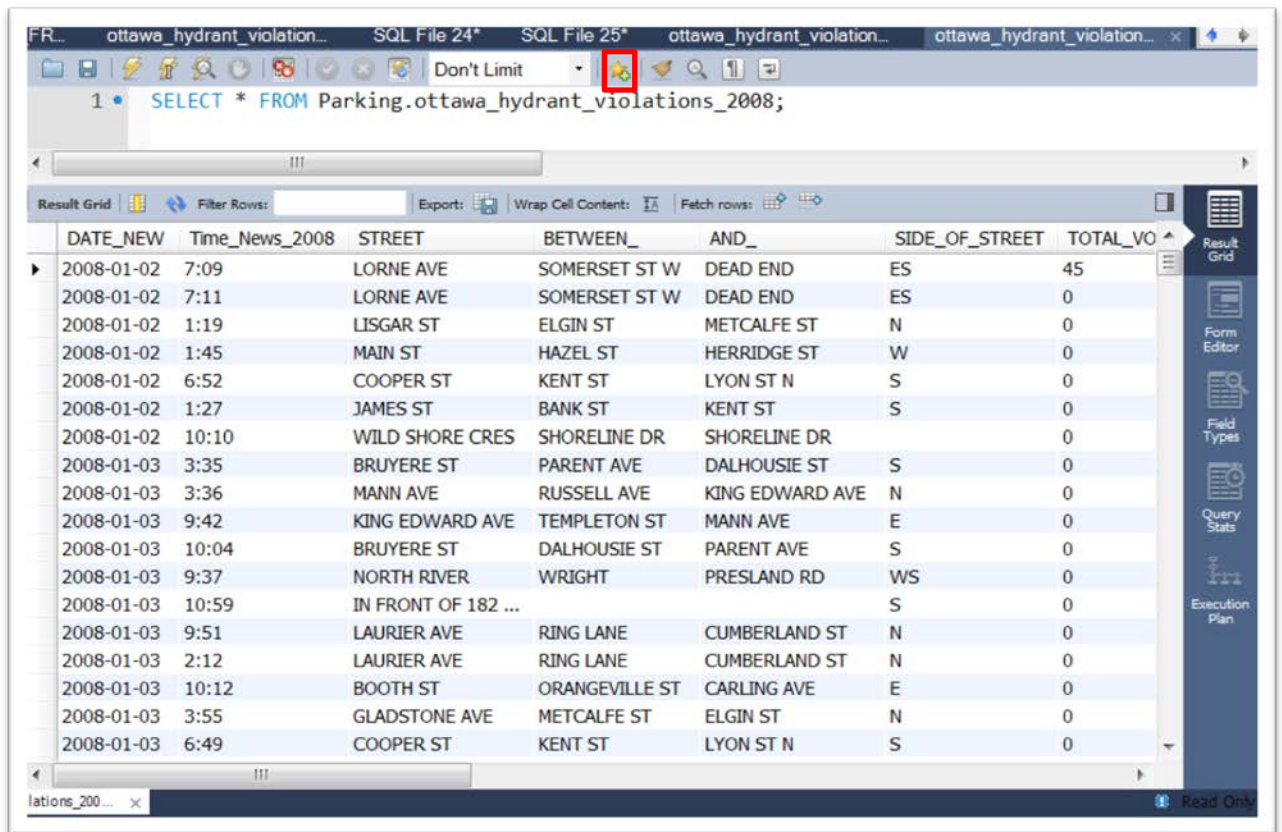 FR... ottawa_hydrant_violation... SQL File 24* SQL File 25* ottawa_hydrant_violation... ottawa_hydrant_violation...
Don't Limit
1 SELECT * FROM Parking.ottawa_hydrant_violations_2008;
Result Grid Filter Rows: Export: Wrap Cell Content: Fetch rows:
DATE_NEW Time_News_2008 STREET BETWEEN_ AND_ SIDE_OF_STREET TOTAL_VO
2008-01-02 7:09 LORNE AVE SOMERSET ST W DEAD END ES 45
2008-01-02 7:11 LORNE AVE SOMERSET ST W DEAD END ES 0
2008-01-02 1:19 LISGAR ST ELGIN ST METCALFE ST N 0
2008-01-02 1:45 MAIN ST HAZEL ST HERRIDGE ST W 0
2008-01-02 6:52 COOPER ST KENT ST LYON ST N S 0
2008-01-02 1:27 JAMES ST BANK ST KENT ST S 0
2008-01-02 10:10 WILD SHORE CRES SHORELINE DR SHORELINE DR 0
2008-01-03 3:35 BRUYERE ST PARENT AVE DALHOUSIE ST S 0
2008-01-03 3:36 MANN AVE RUSSELL AVE KING EDWARD AVE N 0
2008-01-03 9:42 KING EDWARD AVE TEMPLETON ST MANN AVE E 0
2008-01-03 10:04 BRUYERE ST DALHOUSIE ST PARENT AVE S 0
2008-01-03 9:37 NORTH RIVER WRIGHT PRESLAND RD WS 0
2008-01-03 10:59 IN FRONT OF 182 ... S 0
2008-01-03 9:51 LAURIER AVE RING LANE CUMBERLAND ST N 0
2008-01-03 2:12 LAURIER AVE RING LANE CUMBERLAND ST N 0
2008-01-03 10:12 BOOTH ST ORANGEVILLE ST CARLING AVE E 0
2008-01-03 3:55 GLADSTONE AVE METCALFE ST ELGIN ST N 0
2008-01-03 6:49 COOPER ST KENT ST LYON ST N S 0
Result
Grid
Form
Editor
Field
Types
Query
Stats
Execution
Plan
lations_200... Read Only